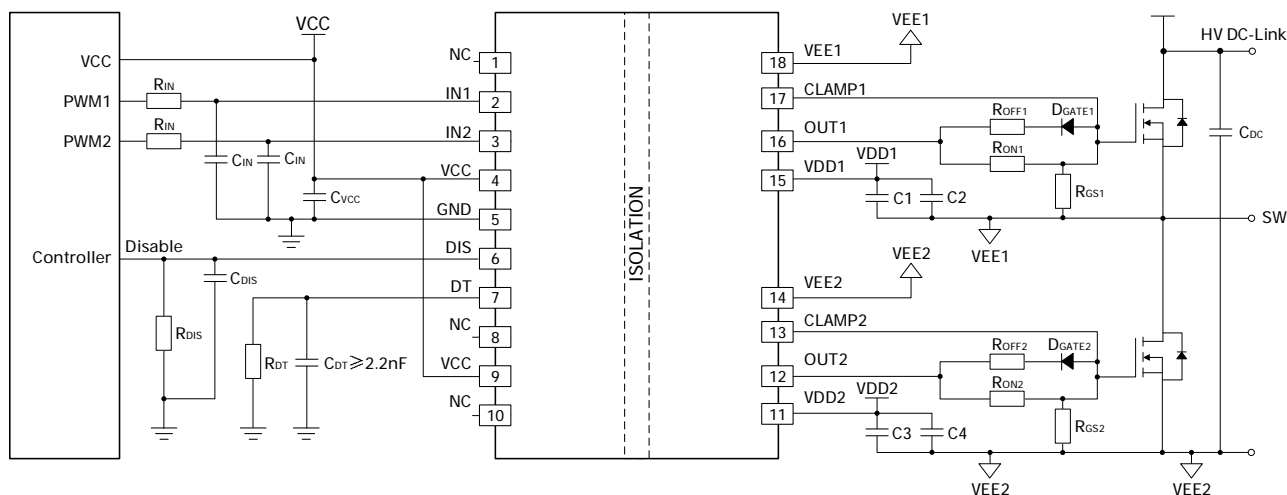 VCC
VCC
PWM1
PWM2
Controller
RIN
RIN
CIN
CIN
CVCC
Disable
CDIS
RDIS
RDT
CDT⩾2.2nF
NC
1
IN1
2
IN2
3
VCC
4
GND
5
DIS
6
DT
7
NC
8
VCC
9
NC
10
ISOLATION
18
VEE1
VEE1
17
CLAMP1
16
OUT1
15
VDD1
VDD1
C1
C2
ROFF1
DGATE1
RON1
RGS1
VEE1
HV DC-Link
CDC
SW
14
VEE2
VEE2
13
CLAMP2
12
OUT2
11
VDD2
VDD2
C3
C4
ROFF2
DGATE2
RON2
RGS2
VEE2
VEE2